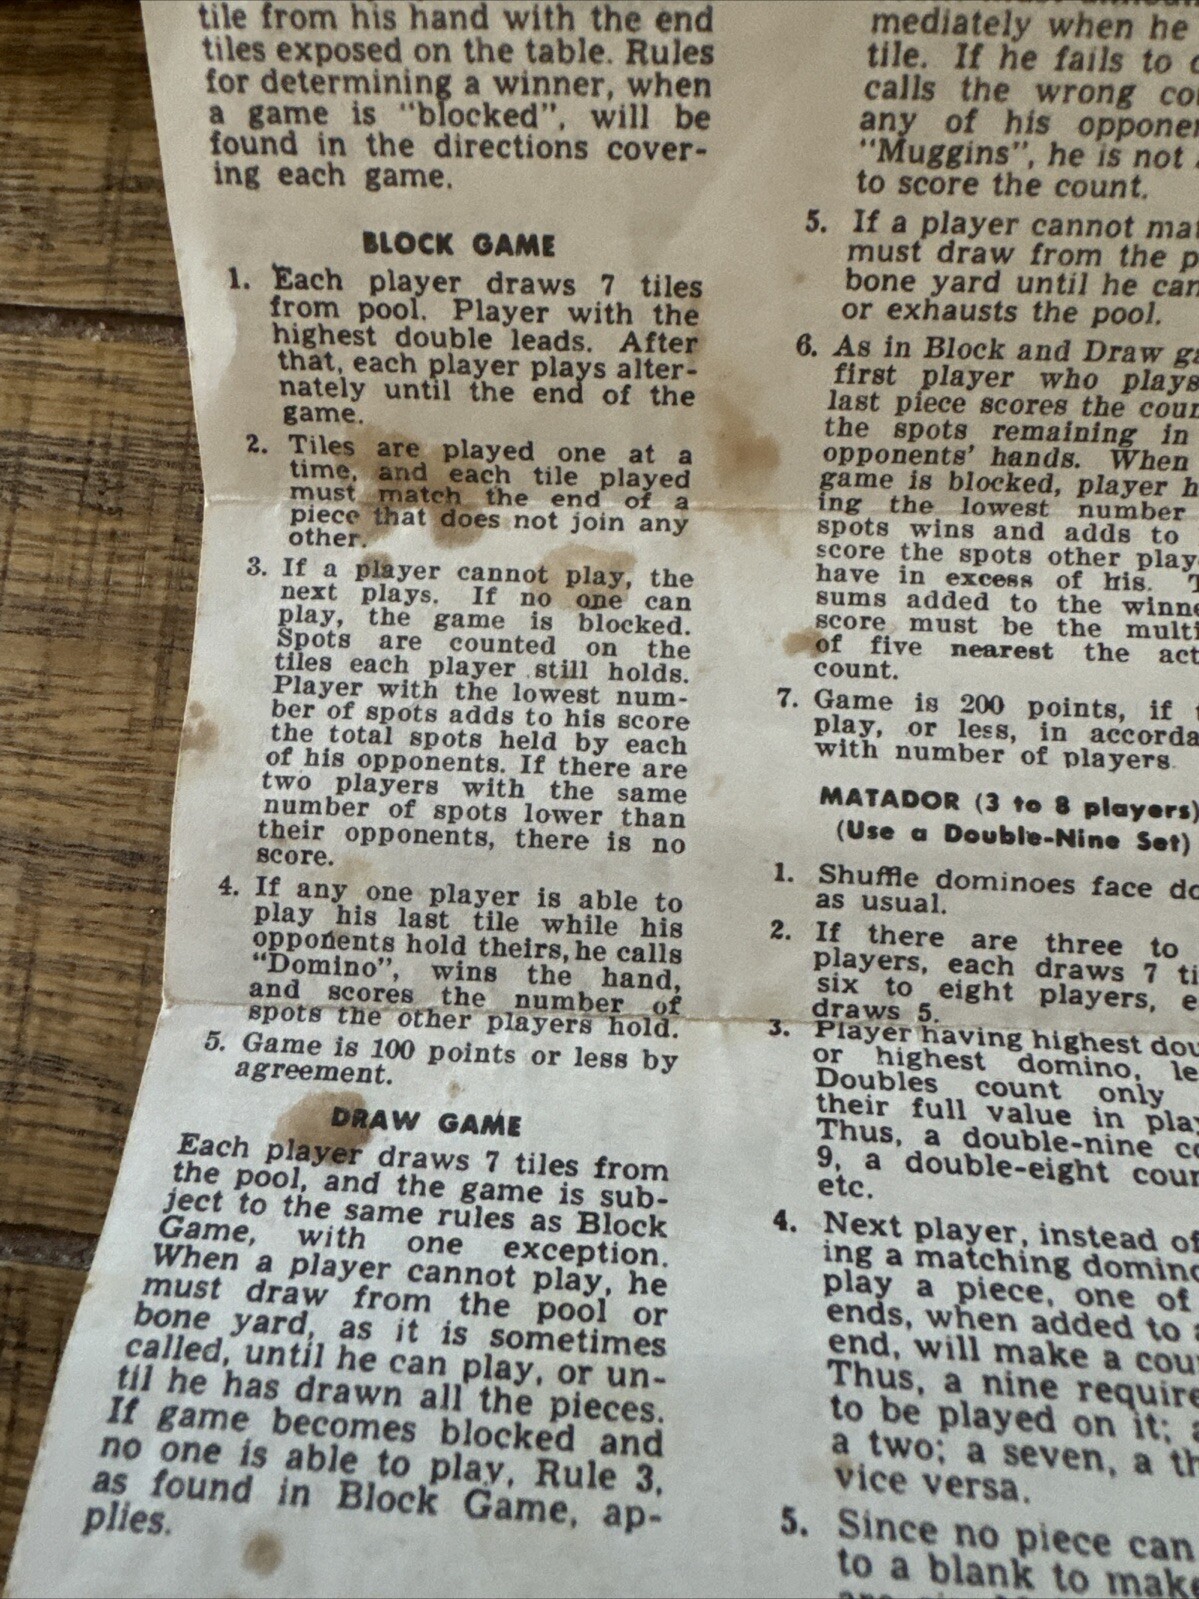 tile from his hand with the end
tiles exposed on the table. Rules
for determining a winner, when
a game is "blocked", will be
found in the directions cover-
ing each game.
BLOCK GAME
1. Each player draws 7 tiles
from pool. Player with the
highest double leads. After
that, each player plays alter-
nately until the end of the
game.
2. Tiles are played one at a
time, and each tile played
must match the end of a
piece that does not join any
other.
3. If a player cannot play, the
next plays. If no one can
play, the game is blocked.
Spots are counted on the
tiles each player still holds.
Player with the lowest num-
ber of spots adds to his score
the total spots held by each
of his opponents. If there are
two players with the same
number of spots lower than
their opponents, there is no
score.
4. If any one player is able to
play his last tile while his
opponents hold theirs, he calls
"Domino", wins the hand,
and scores the number of
spots the other players hold.
5. Game is 100 points or less by
agreement.
DRAW GAME
Each player draws 7 tiles from
the pool, and the game is sub-
ject to the same rules as Block
Game, with one exception.
When a player cannot play, he
must draw from the pool or
bone yard, as it is sometimes
called, until he can play, or un-
til he has drawn all the pieces.
If game becomes blocked and
no one is able to play, Rule 3,
as found in Block Game, ap-
plies.
mediately when he
tile. If he fails to
calls the wrong
any of his
"Muggins", he is not
to score the count.
5. If a player cannot
must draw from the
bone yard until he can
or exhausts the pool.
6. As in Block and Draw
first player who plays
last piece scores the
the spots remaining in
opponents' hands. When
game is blocked, player
ing the lowest number
spots wins and adds to
score the spots other
have in excess of his.
sums added to the
score must be the
of five nearest the
count.
7. Game is 200 points, if
play, or less, in
with number of players
MATADOR (3 to 8 players)
(Use a Double-Nine Set)
1. Shuffle dominoes face
as usual.
2. If there are three to
players, each draws 7
six to eight players,
draws 5.
3. Player having highest
or highest domino,
Doubles count only
their full value in
Thus, a double-nine
9, a double-eight
etc.
4. Next player, instead of
ing a matching
play a piece, one of
ends, when added to
end, will make a
Thus, a nine
to be played on it;
a two; a seven, a
vice versa.
5. Since no piece can
to a blank to make